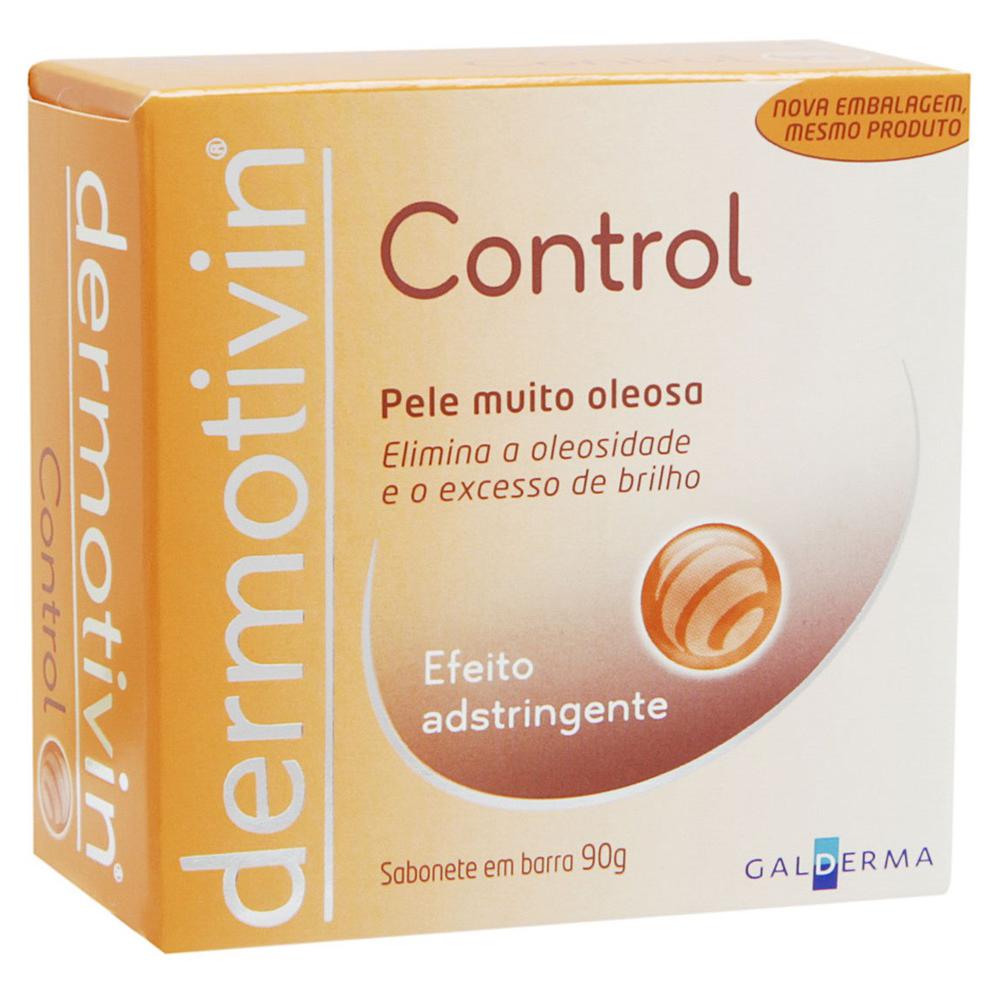 NOVA EMBALAGEM,
MESMO PRODUTO
dermotivin®
Control
Pele muito oleosa
Elimina a oleosidade
e o excesso de brilho
Efeito
adstringente
Sabonete em barra 90g
GALDERMA
dermotivin®
Control